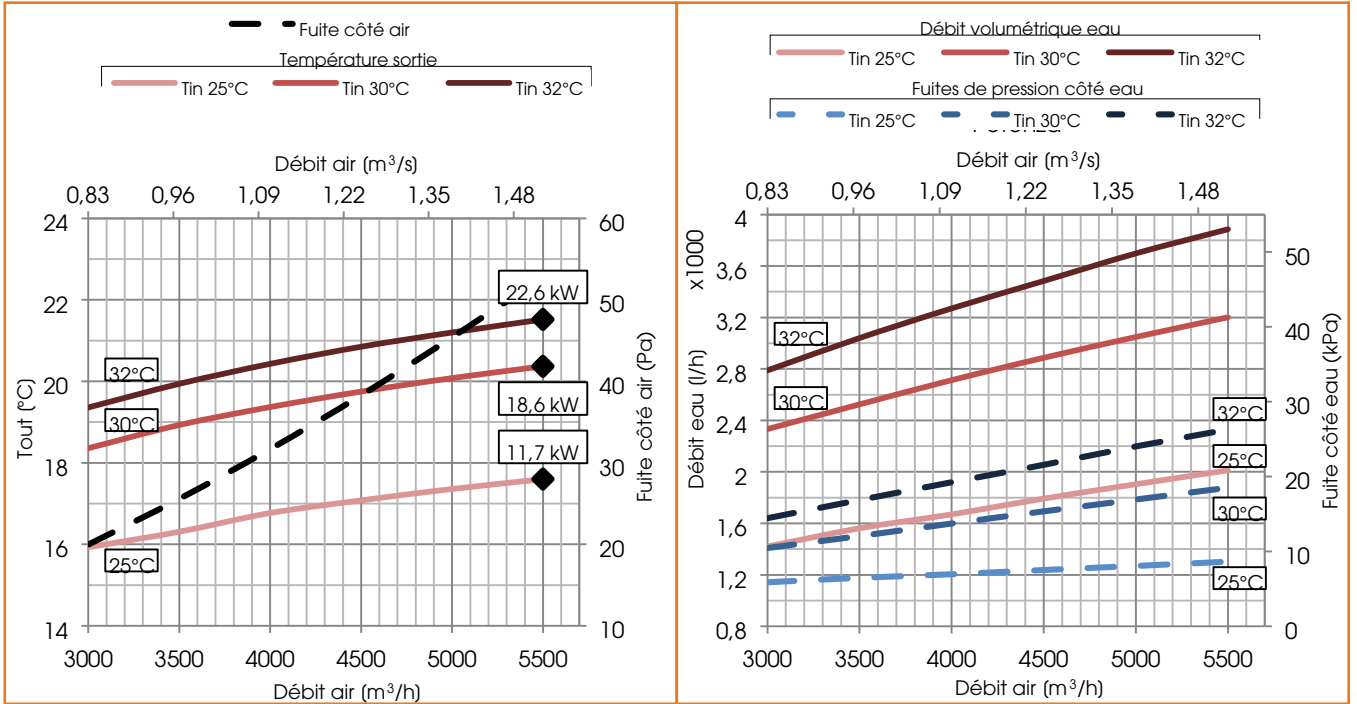 Fuite côté air
Température sortie
Tin 25°C Tin 30°C Tin 32°C
Débit air (m³/s)
0,83 0,96 1,09 1,22 1,35 1,48
24 22 20 18 16 14
Tout (°C)
60 50 40 30 20 10
Fuite côté air (Pa)
22,6 kW
18,6 kW
11,7 kW
32°C
30°C
25°C
3000 3500 4000 4500 5000 5500
Débit air (m³/h)
Débit volumétrique eau
Tin 25°C Tin 30°C Tin 32°C
Fuites de pression côté eau
Tin 25°C Tin 30°C Tin 32°C
Débit air (m³/s)
0,83 0,96 1,09 1,22 1,35 1,48
x1000
4 3,6 3,2 2,8 2,4 2 1,6 1,2 0,8
Débit eau (l/h)
50 40 30 20 10 0
Fuite côté eau (kPa)
32°C
30°C
32°C
25°C
30°C
25°C
3000 3500 4000 4500 5000 5500
Débit air (m³/h)